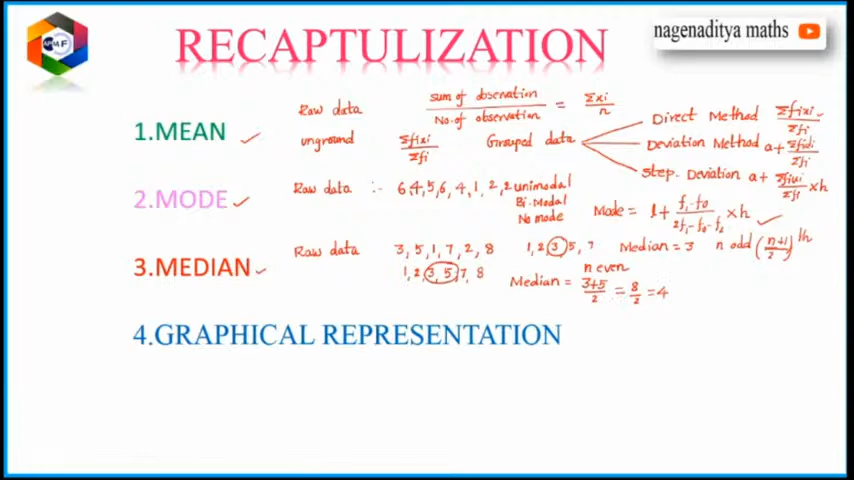 APMF
nagenaditya maths
RECAPTULIZATION
1.MEAN
Raw data
sum of observation / No. of observation = Σxi / n
unground Σfixi / Σfi
Grouped data
Direct Method Σfixi / Σfi
Deviation Method a+ Σfidi / Σfi
Step-Deviation a+ Σfiui / Σfi ×h
2.MODE
Raw data :- 6,4,5,6, 4, 1, 2, 2, 2 unimodal
Bi-Modal
No mode
Mode = l+ f1-f0 / 2f1-f0-f2 ×h
3.MEDIAN
Raw data 3, 5, 1, 7, 2, 8
1, 2, 3, 5, 7 Median = 3 n odd (n+1 / 2)th
1, 2, 3, 5, 7, 8
n even
Median = 3+5 / 2 = 8 / 2 = 4
4.GRAPHICAL REPRESENTATION